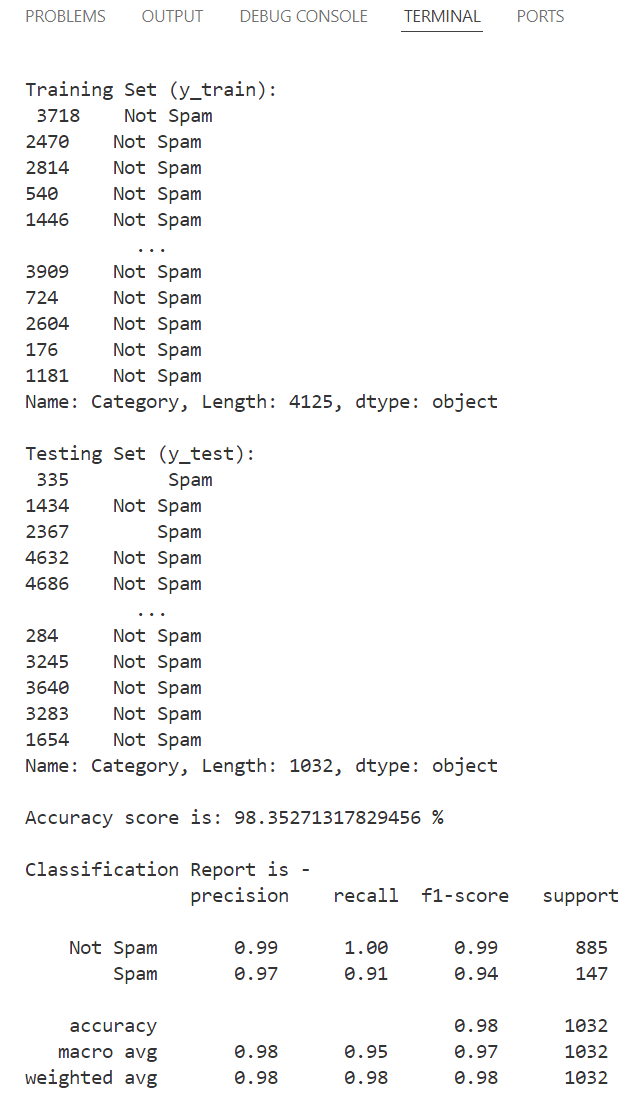 PROBLEMS OUTPUT DEBUG CONSOLE TERMINAL PORTS
Training Set (y_train):
3718 Not Spam
2470 Not Spam
2814 Not Spam
540 Not Spam
1446 Not Spam
...
3909 Not Spam
724 Not Spam
2604 Not Spam
176 Not Spam
1181 Not Spam
Name: Category, Length: 4125, dtype: object
Testing Set (y_test):
335 Spam
1434 Not Spam
2367 Spam
4632 Not Spam
4686 Not Spam
...
284 Not Spam
3245 Not Spam
3640 Not Spam
3283 Not Spam
1654 Not Spam
Name: Category, Length: 1032, dtype: object
Accuracy score is: 98.35271317829456 %
Classification Report is -
precision recall f1-score support
Not Spam 0.99 1.00 0.99 885
Spam 0.97 0.91 0.94 147
accuracy 0.98 1032
macro avg 0.98 0.95 0.97 1032
weighted avg 0.98 0.98 0.98 1032